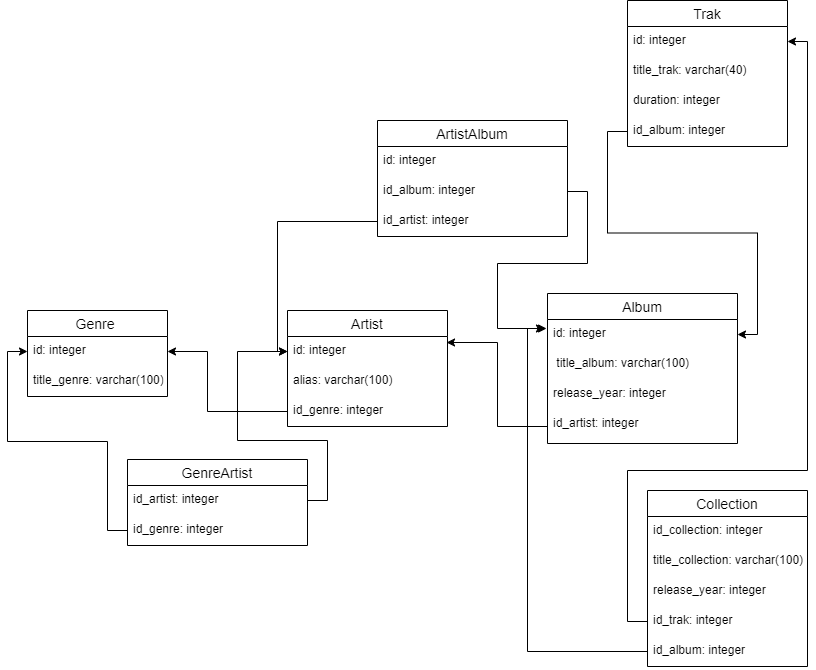 Trak
id: integer
title_trak: varchar(40)
duration: integer
id_album: integer
ArtistAlbum
id: integer
id_album: integer
id_artist: integer
Genre
id: integer
title_genre: varchar(100)
Artist
id: integer
alias: varchar(100)
id_genre: integer
Album
id: integer
title_album: varchar(100)
release_year: integer
id_artist: integer
GenreArtist
id_artist: integer
id_genre: integer
Collection
id_collection: integer
title_collection: varchar(100)
release_year: integer
id_trak: integer
id_album: integer